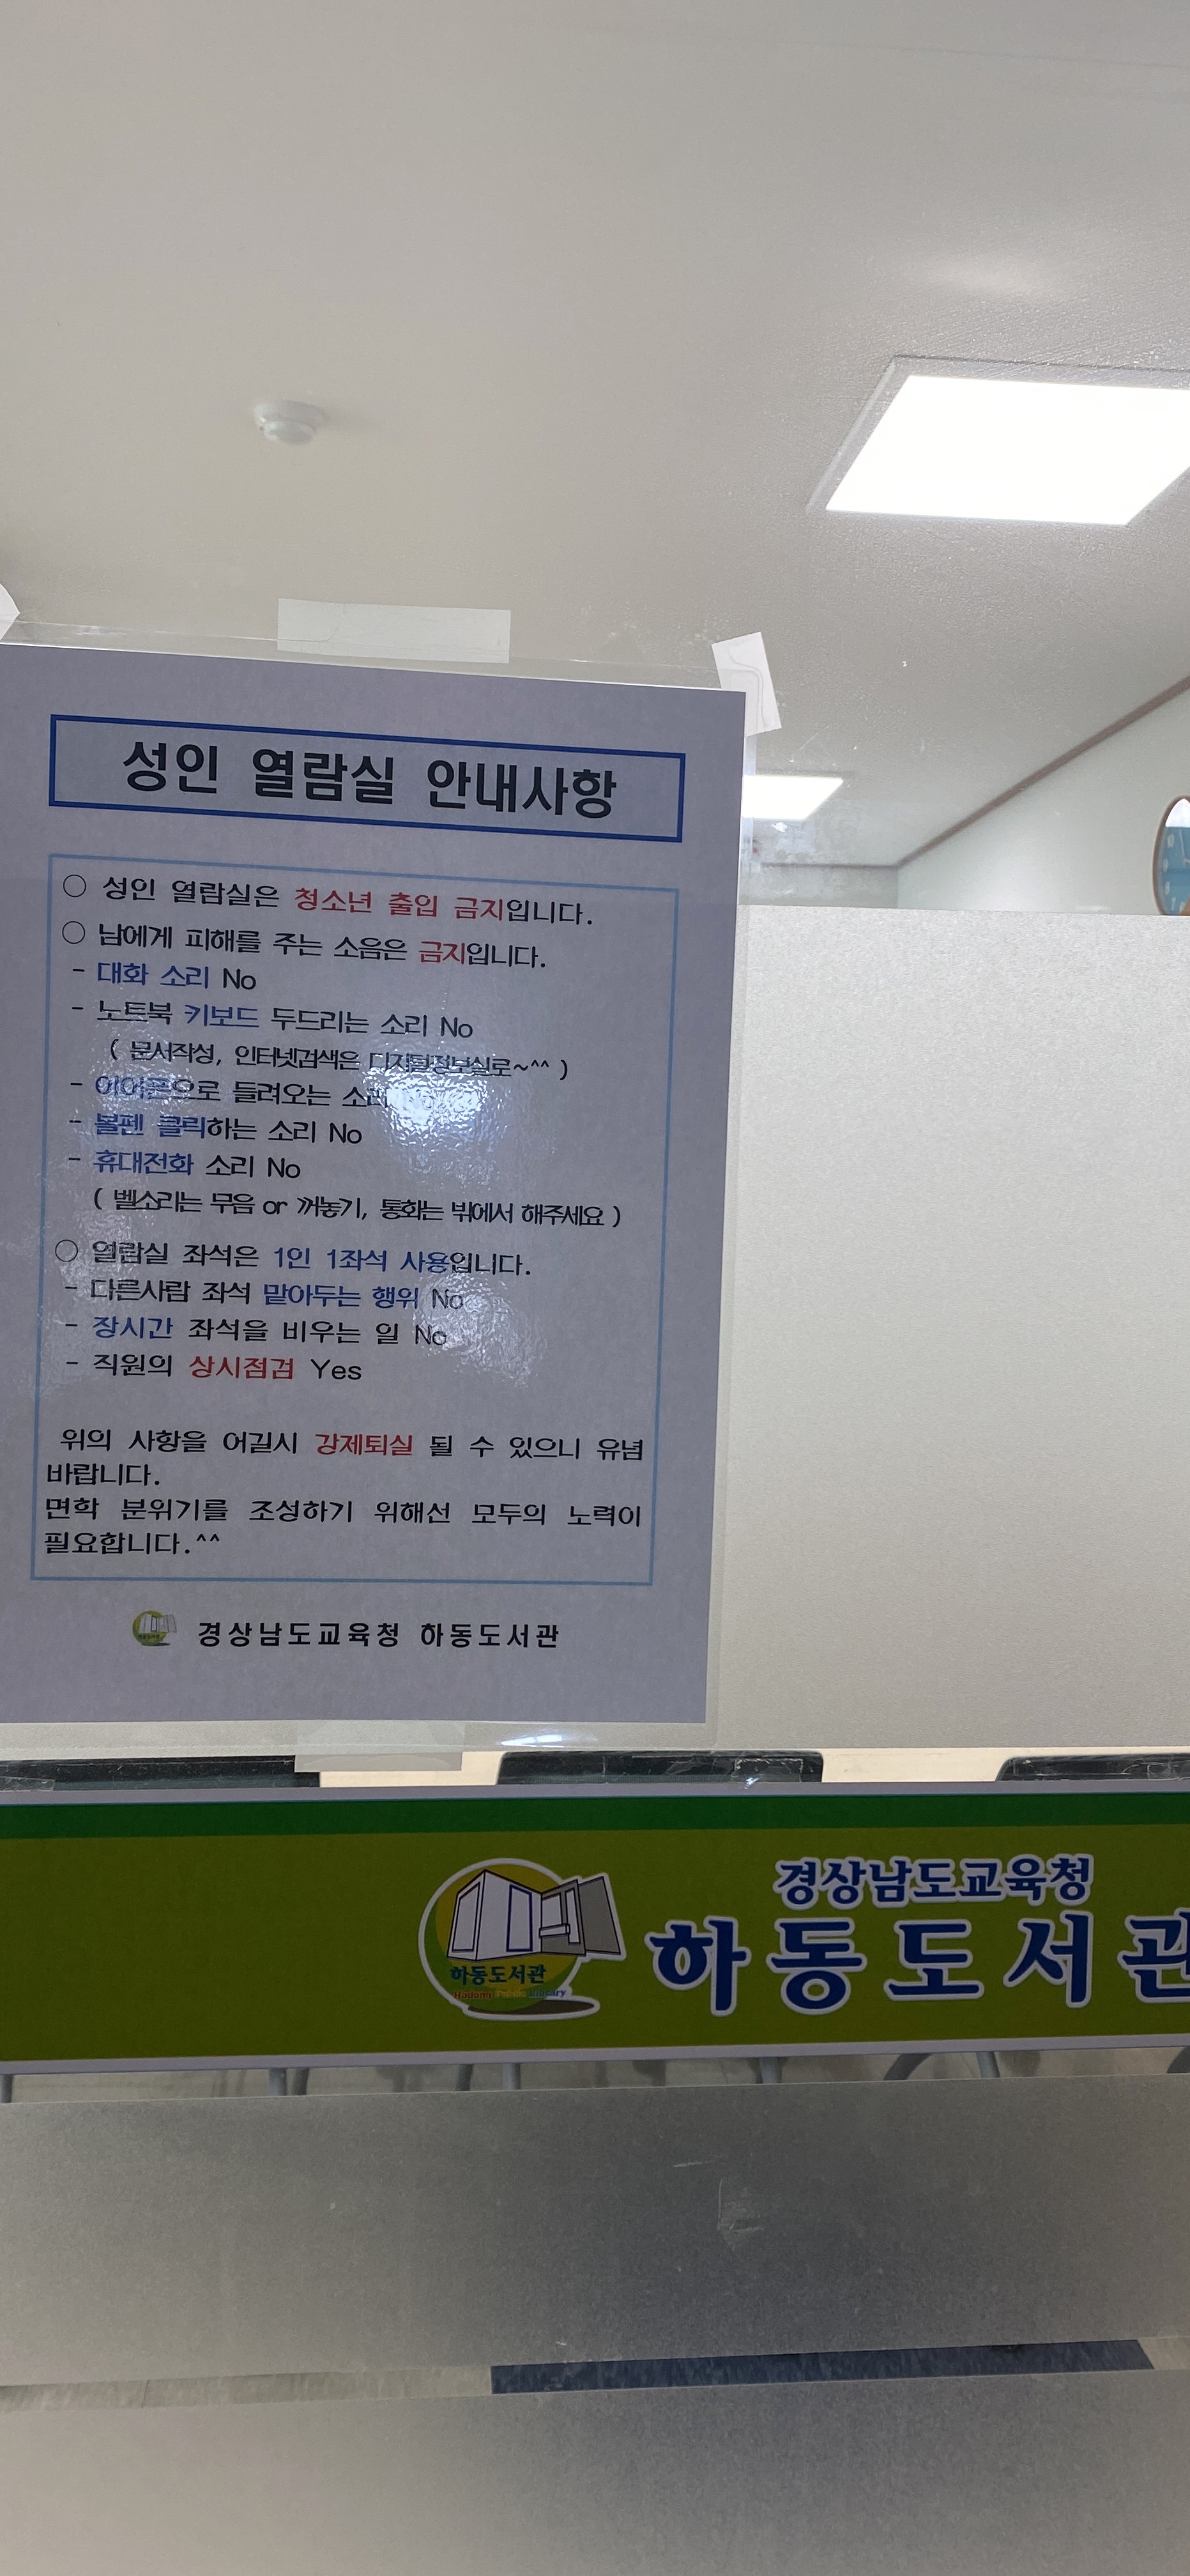 성인 열람실 안내사항
○ 성인 열람실은 청소년 출입 금지입니다.
○ 남에게 피해를 주는 소음은 금지입니다.
- 대화 소리 No
- 노트북 키보드 두드리는 소리 No
( 문서작성, 인터넷검색은 디지털정보실로~^^ )
- 이어폰으로 들려오는 소리
- 볼펜 클릭하는 소리 No
- 휴대전화 소리 No
( 벨소리는 무음 or 꺼놓기, 통화는 밖에서 해주세요 )
○ 열람실 좌석은 1인 1좌석 사용입니다.
- 다른사람 좌석 맡아두는 행위 No
- 장시간 좌석을 비우는 일 No
- 직원의 상시점검 Yes
위의 사항을 어길시 강제퇴실 될 수 있으니 유념
바랍니다.
면학 분위기를 조성하기 위해선 모두의 노력이
필요합니다.^^
경상남도교육청 하동도서관
경상남도교육청
하동도서관
하동도서관
Hadong Public Library